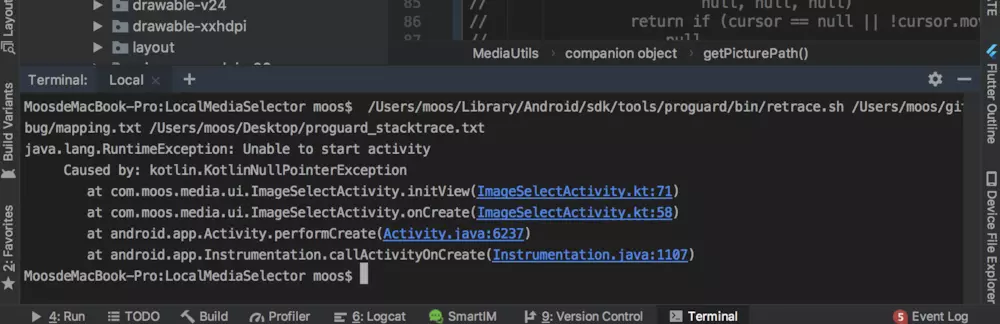 drawable-v24
drawable-xxhdpi
layout
85 // null, null, null)
86 // return if (cursor == null || !cursor.mov
87 // null
MediaUtils › companion object › getPicturePath()
Terminal: Local × +
MoosdeMacBook-Pro:LocalMediaSelector moos$ /Users/moos/Library/Android/sdk/tools/proguard/bin/retrace.sh /Users/moos/git
bug/mapping.txt /Users/moos/Desktop/proguard_stacktrace.txt
java.lang.RuntimeException: Unable to start activity
Caused by: kotlin.KotlinNullPointerException
at com.moos.media.ui.ImageSelectActivity.initView(ImageSelectActivity.kt:71)
at com.moos.media.ui.ImageSelectActivity.onCreate(ImageSelectActivity.kt:58)
at android.app.Activity.performCreate(Activity.java:6237)
at android.app.Instrumentation.callActivityOnCreate(Instrumentation.java:1107)
MoosdeMacBook-Pro:LocalMediaSelector moos$
Layou
Build Variants
2: Favorites
Flutter Outline
Device File Explorer
4: Run TODO Build Profiler 6: Logcat SmartIM 9: Version Control Terminal 5 Event Log